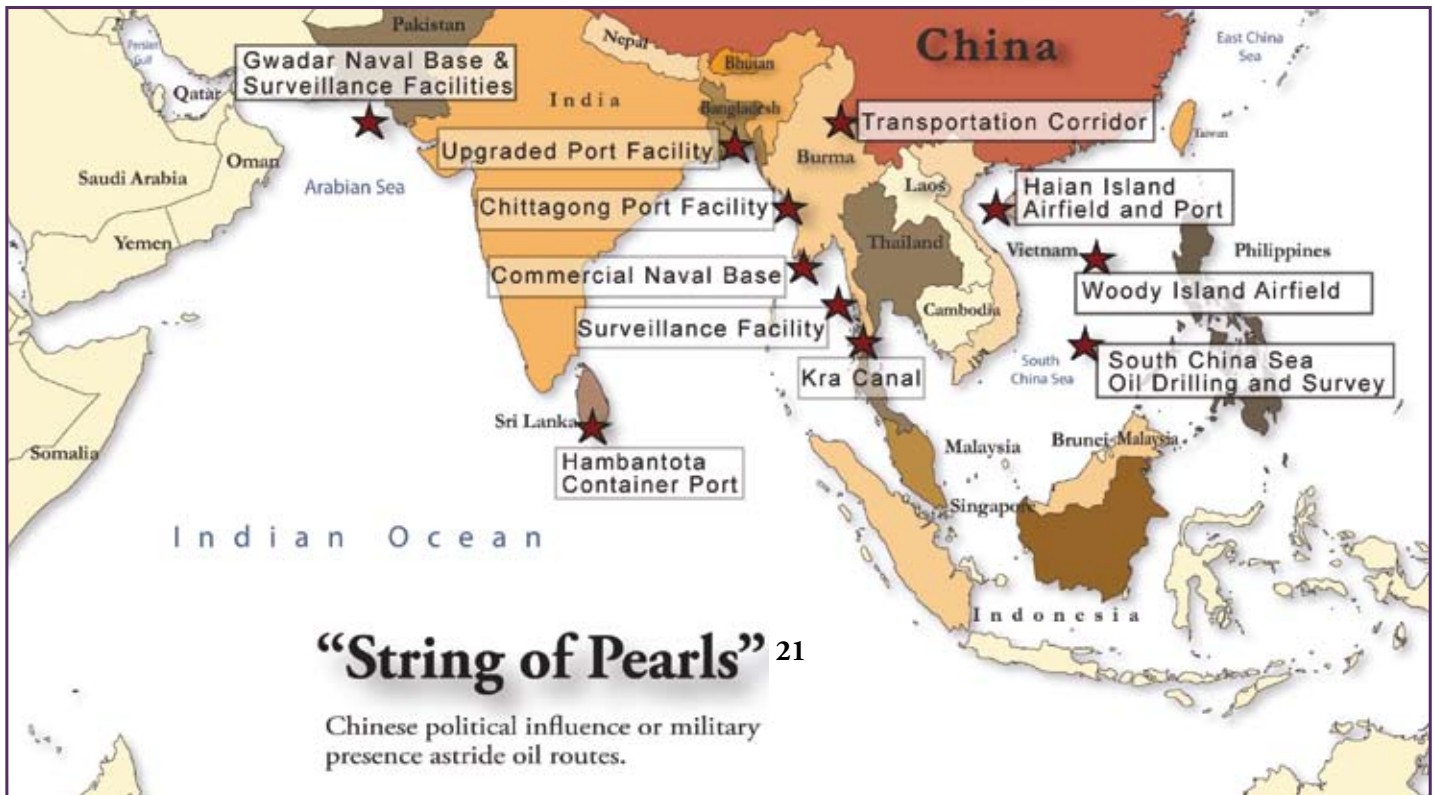 Pakistan
Nepal
China
East China
Sea
Persian
Gulf
Gwadar Naval Base &
Surveillance Facilities
Bhutan
Qatar
India
Bangladesh
Transportation Corridor
Taiwan
Upgraded Port Facility
Burma
Oman
Saudi Arabia
Arabian Sea
Laos
Haian Island
Airfield and Port
Chittagong Port Facility
Yemen
Thailand
Vietnam
Philippines
Commercial Naval Base
Woody Island Airfield
Surveillance Facility
Cambodia
Kra Canal
South
China Sea
South China Sea
Oil Drilling and Survey
Sri Lanka
Somalia
Malaysia
Brunei
Malaysia
Hambantota
Container Port
Singapore
Indian Ocean
Indonesia
“String of Pearls” 21
Chinese political influence or military
presence astride oil routes.